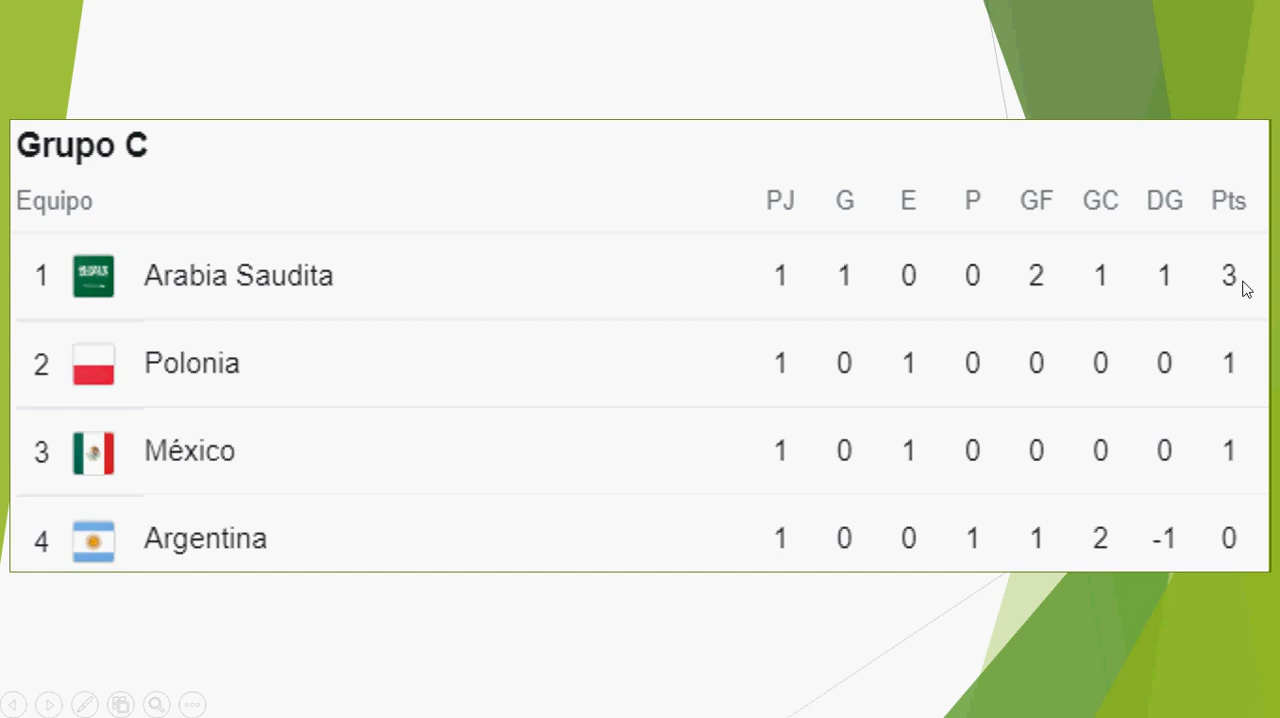 Grupo C
Equipo PJ G E P GF GC DG Pts
1 Arabia Saudita 1 1 0 0 2 1 1 3
2 Polonia 1 0 1 0 0 0 0 1
3 México 1 0 1 0 0 0 0 1
4 Argentina 1 0 0 1 1 2 -1 0